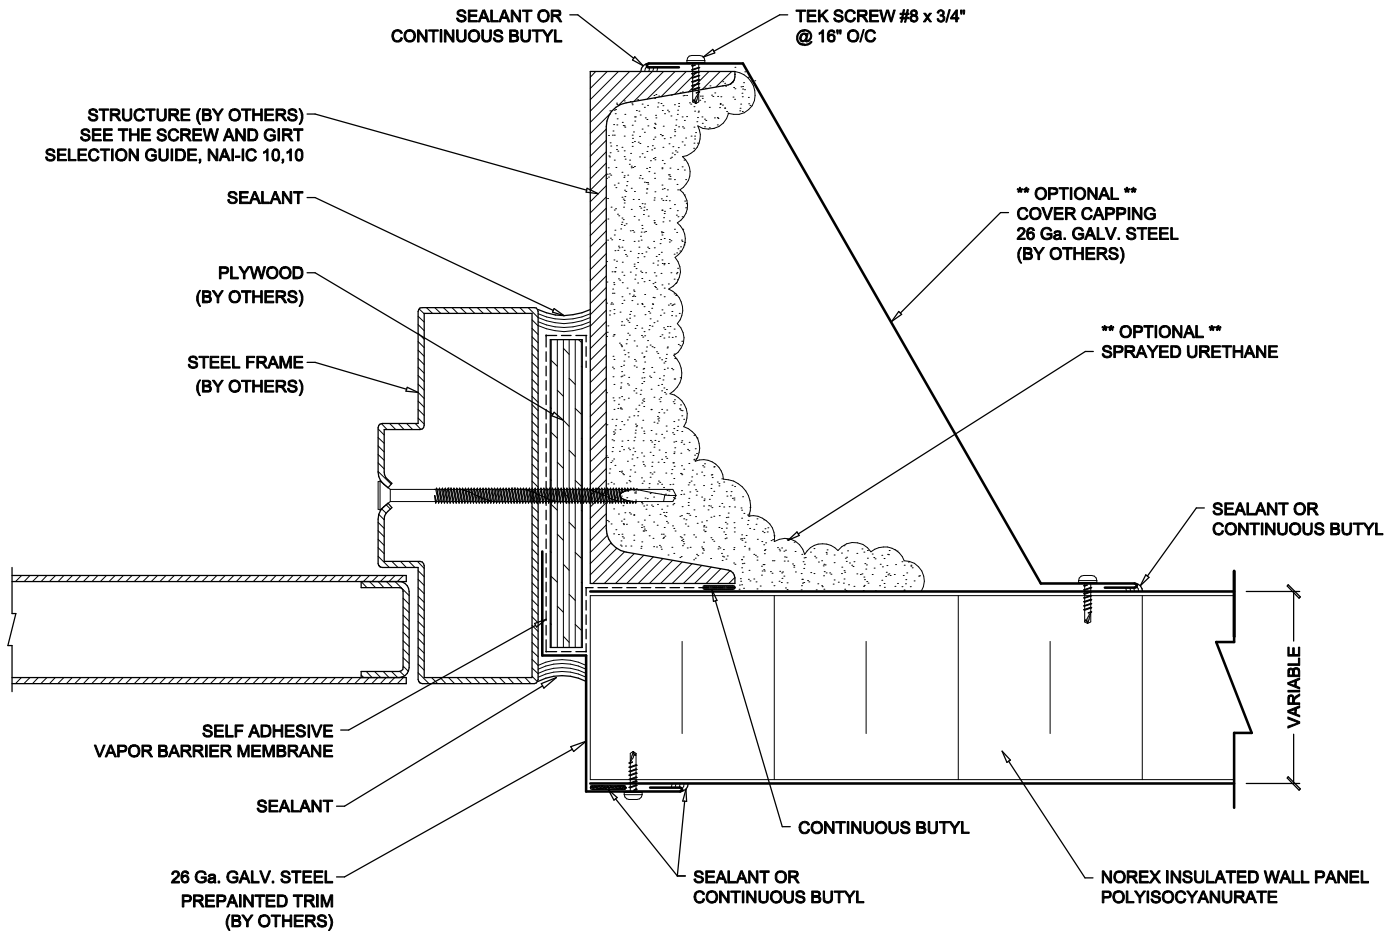 SEALANT OR
CONTINUOUS BUTYL
TEK SCREW #8 x 3/4"
@ 16" O/C
STRUCTURE (BY OTHERS)
SEE THE SCREW AND GIRT
SELECTION GUIDE, NAI-IC 10,10
SEALANT
PLYWOOD
(BY OTHERS)
STEEL FRAME
(BY OTHERS)
** OPTIONAL **
COVER CAPPING
26 Ga. GALV. STEEL
(BY OTHERS)
** OPTIONAL **
SPRAYED URETHANE
SEALANT OR
CONTINUOUS BUTYL
VARIABLE
SELF ADHESIVE
VAPOR BARRIER MEMBRANE
SEALANT
26 Ga. GALV. STEEL
PREPAINTED TRIM
(BY OTHERS)
CONTINUOUS BUTYL
SEALANT OR
CONTINUOUS BUTYL
NOREX INSULATED WALL PANEL
POLYISOCYANURATE